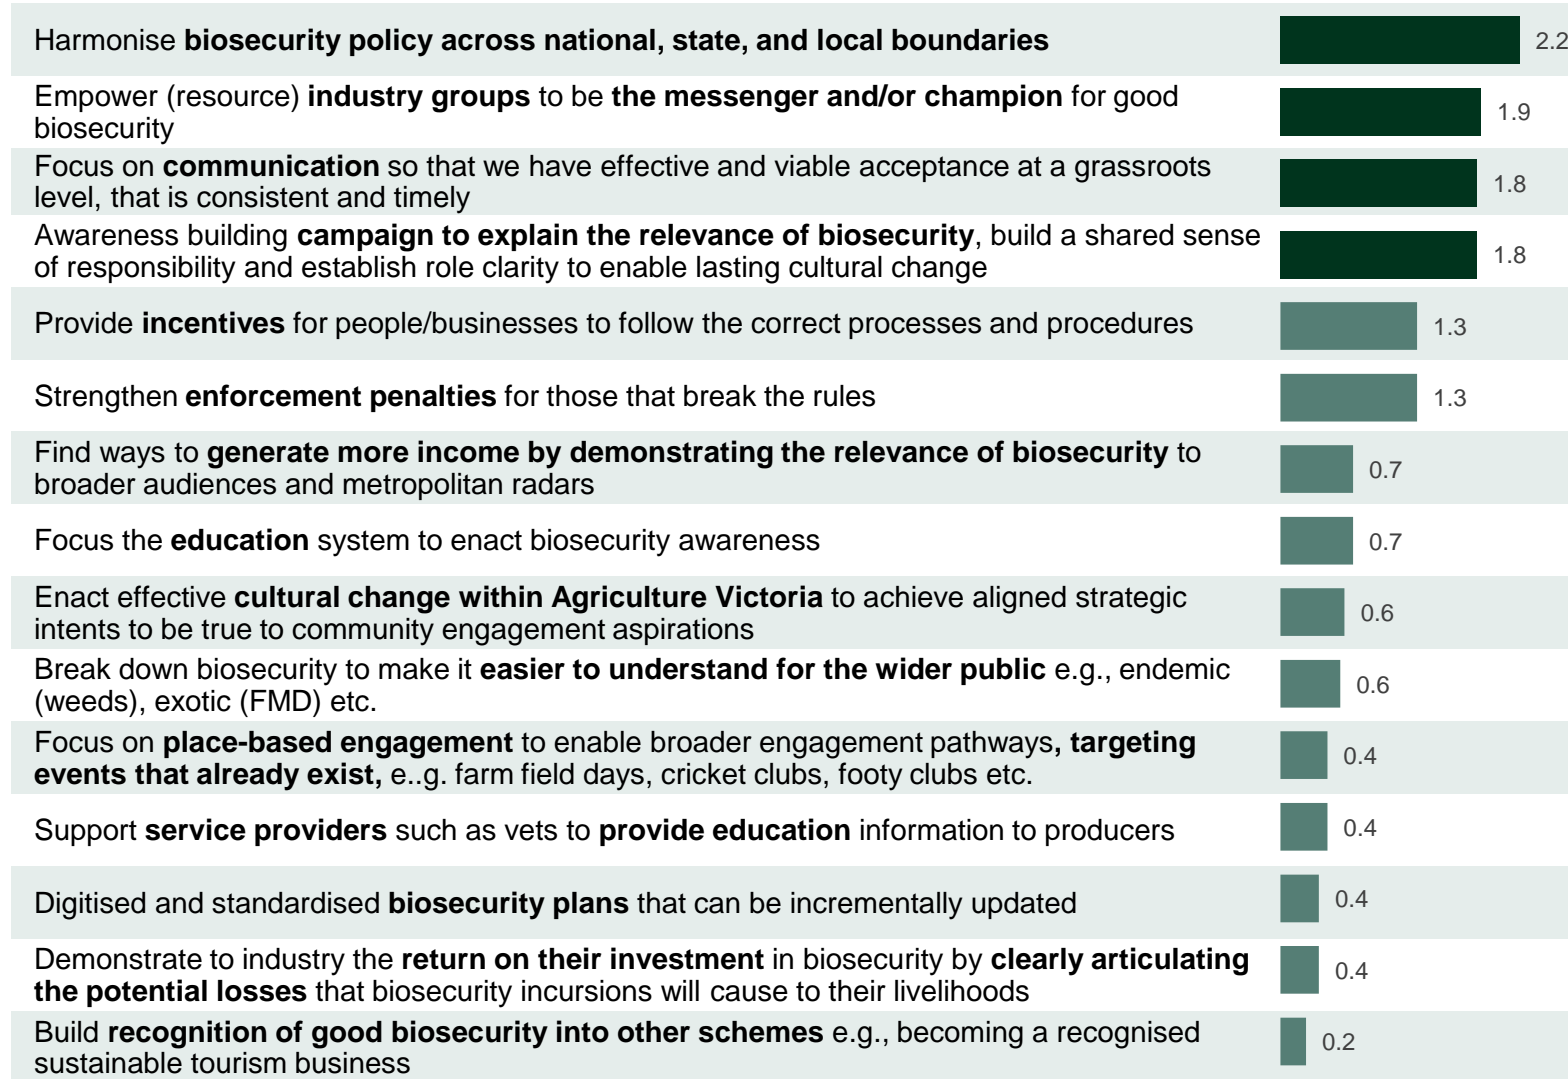 Harmonise biosecurity policy across national, state, and local boundaries
2.2
Empower (resource) industry groups to be the messenger and/or champion for good
biosecurity
1.9
Focus on communication so that we have effective and viable acceptance at a grassroots
level, that is consistent and timely
1.8
Awareness building campaign to explain the relevance of biosecurity, build a shared sense
of responsibility and establish role clarity to enable lasting cultural change
1.8
Provide incentives for people/businesses to follow the correct processes and procedures
1.3
Strengthen enforcement penalties for those that break the rules
1.3
Find ways to generate more income by demonstrating the relevance of biosecurity to
broader audiences and metropolitan radars
0.7
Focus the education system to enact biosecurity awareness
0.7
Enact effective cultural change within Agriculture Victoria to achieve aligned strategic
intents to be true to community engagement aspirations
0.6
Break down biosecurity to make it easier to understand for the wider public e.g., endemic
(weeds), exotic (FMD) etc.
0.6
Focus on place-based engagement to enable broader engagement pathways, targeting
events that already exist, e..g. farm field days, cricket clubs, footy clubs etc.
0.4
Support service providers such as vets to provide education information to producers
0.4
Digitised and standardised biosecurity plans that can be incrementally updated
0.4
Demonstrate to industry the return on their investment in biosecurity by clearly articulating
the potential losses that biosecurity incursions will cause to their livelihoods
0.4
Build recognition of good biosecurity into other schemes e.g., becoming a recognised
sustainable tourism business
0.2